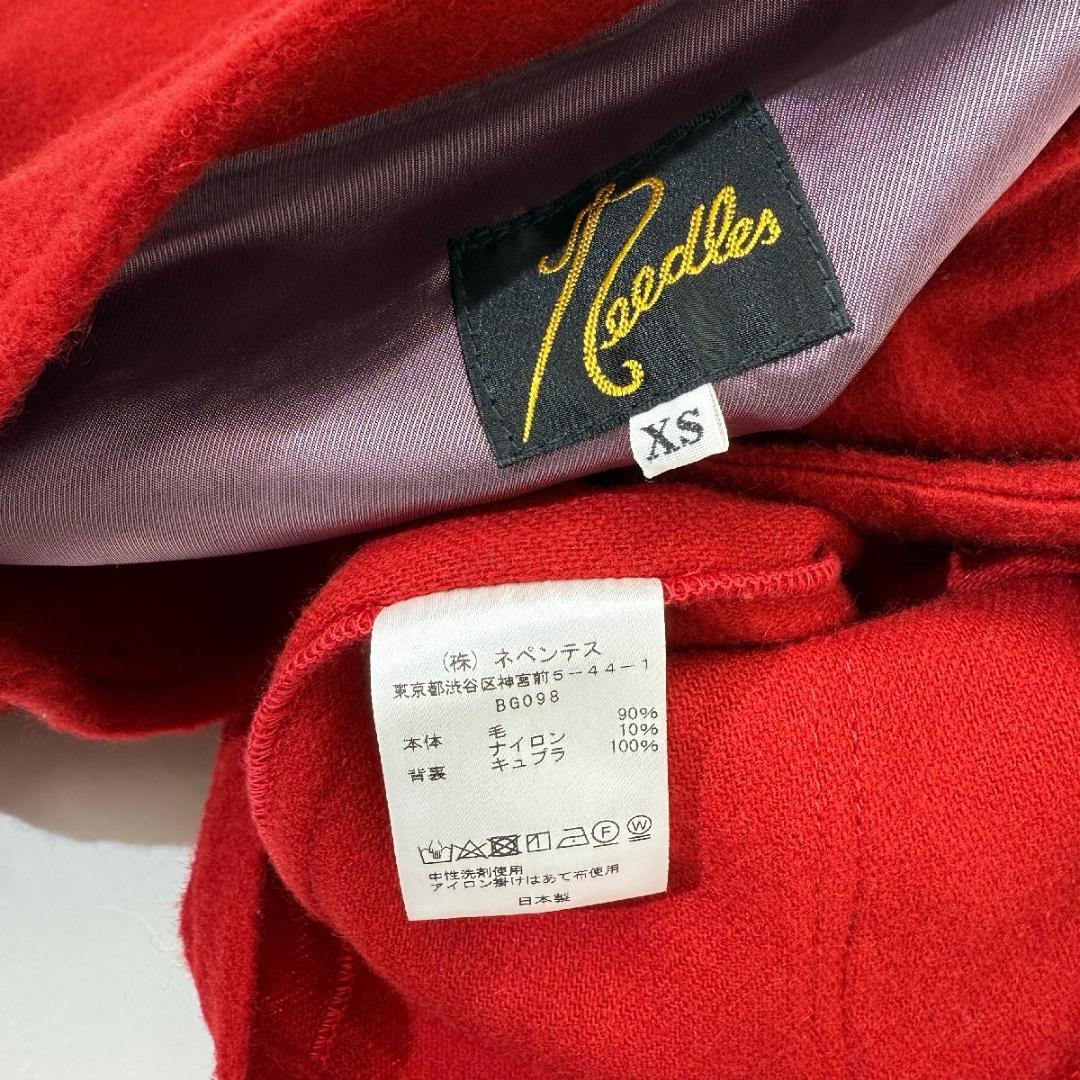 Needles
XS
(株) ネペンテス
東京都渋谷区神宮前5-44-1
BG098
本体 毛 90%
ナイロン 10%
背裏 キュプラ 100%
F W
中性洗剤使用
アイロン掛けはあて布使用
日本製